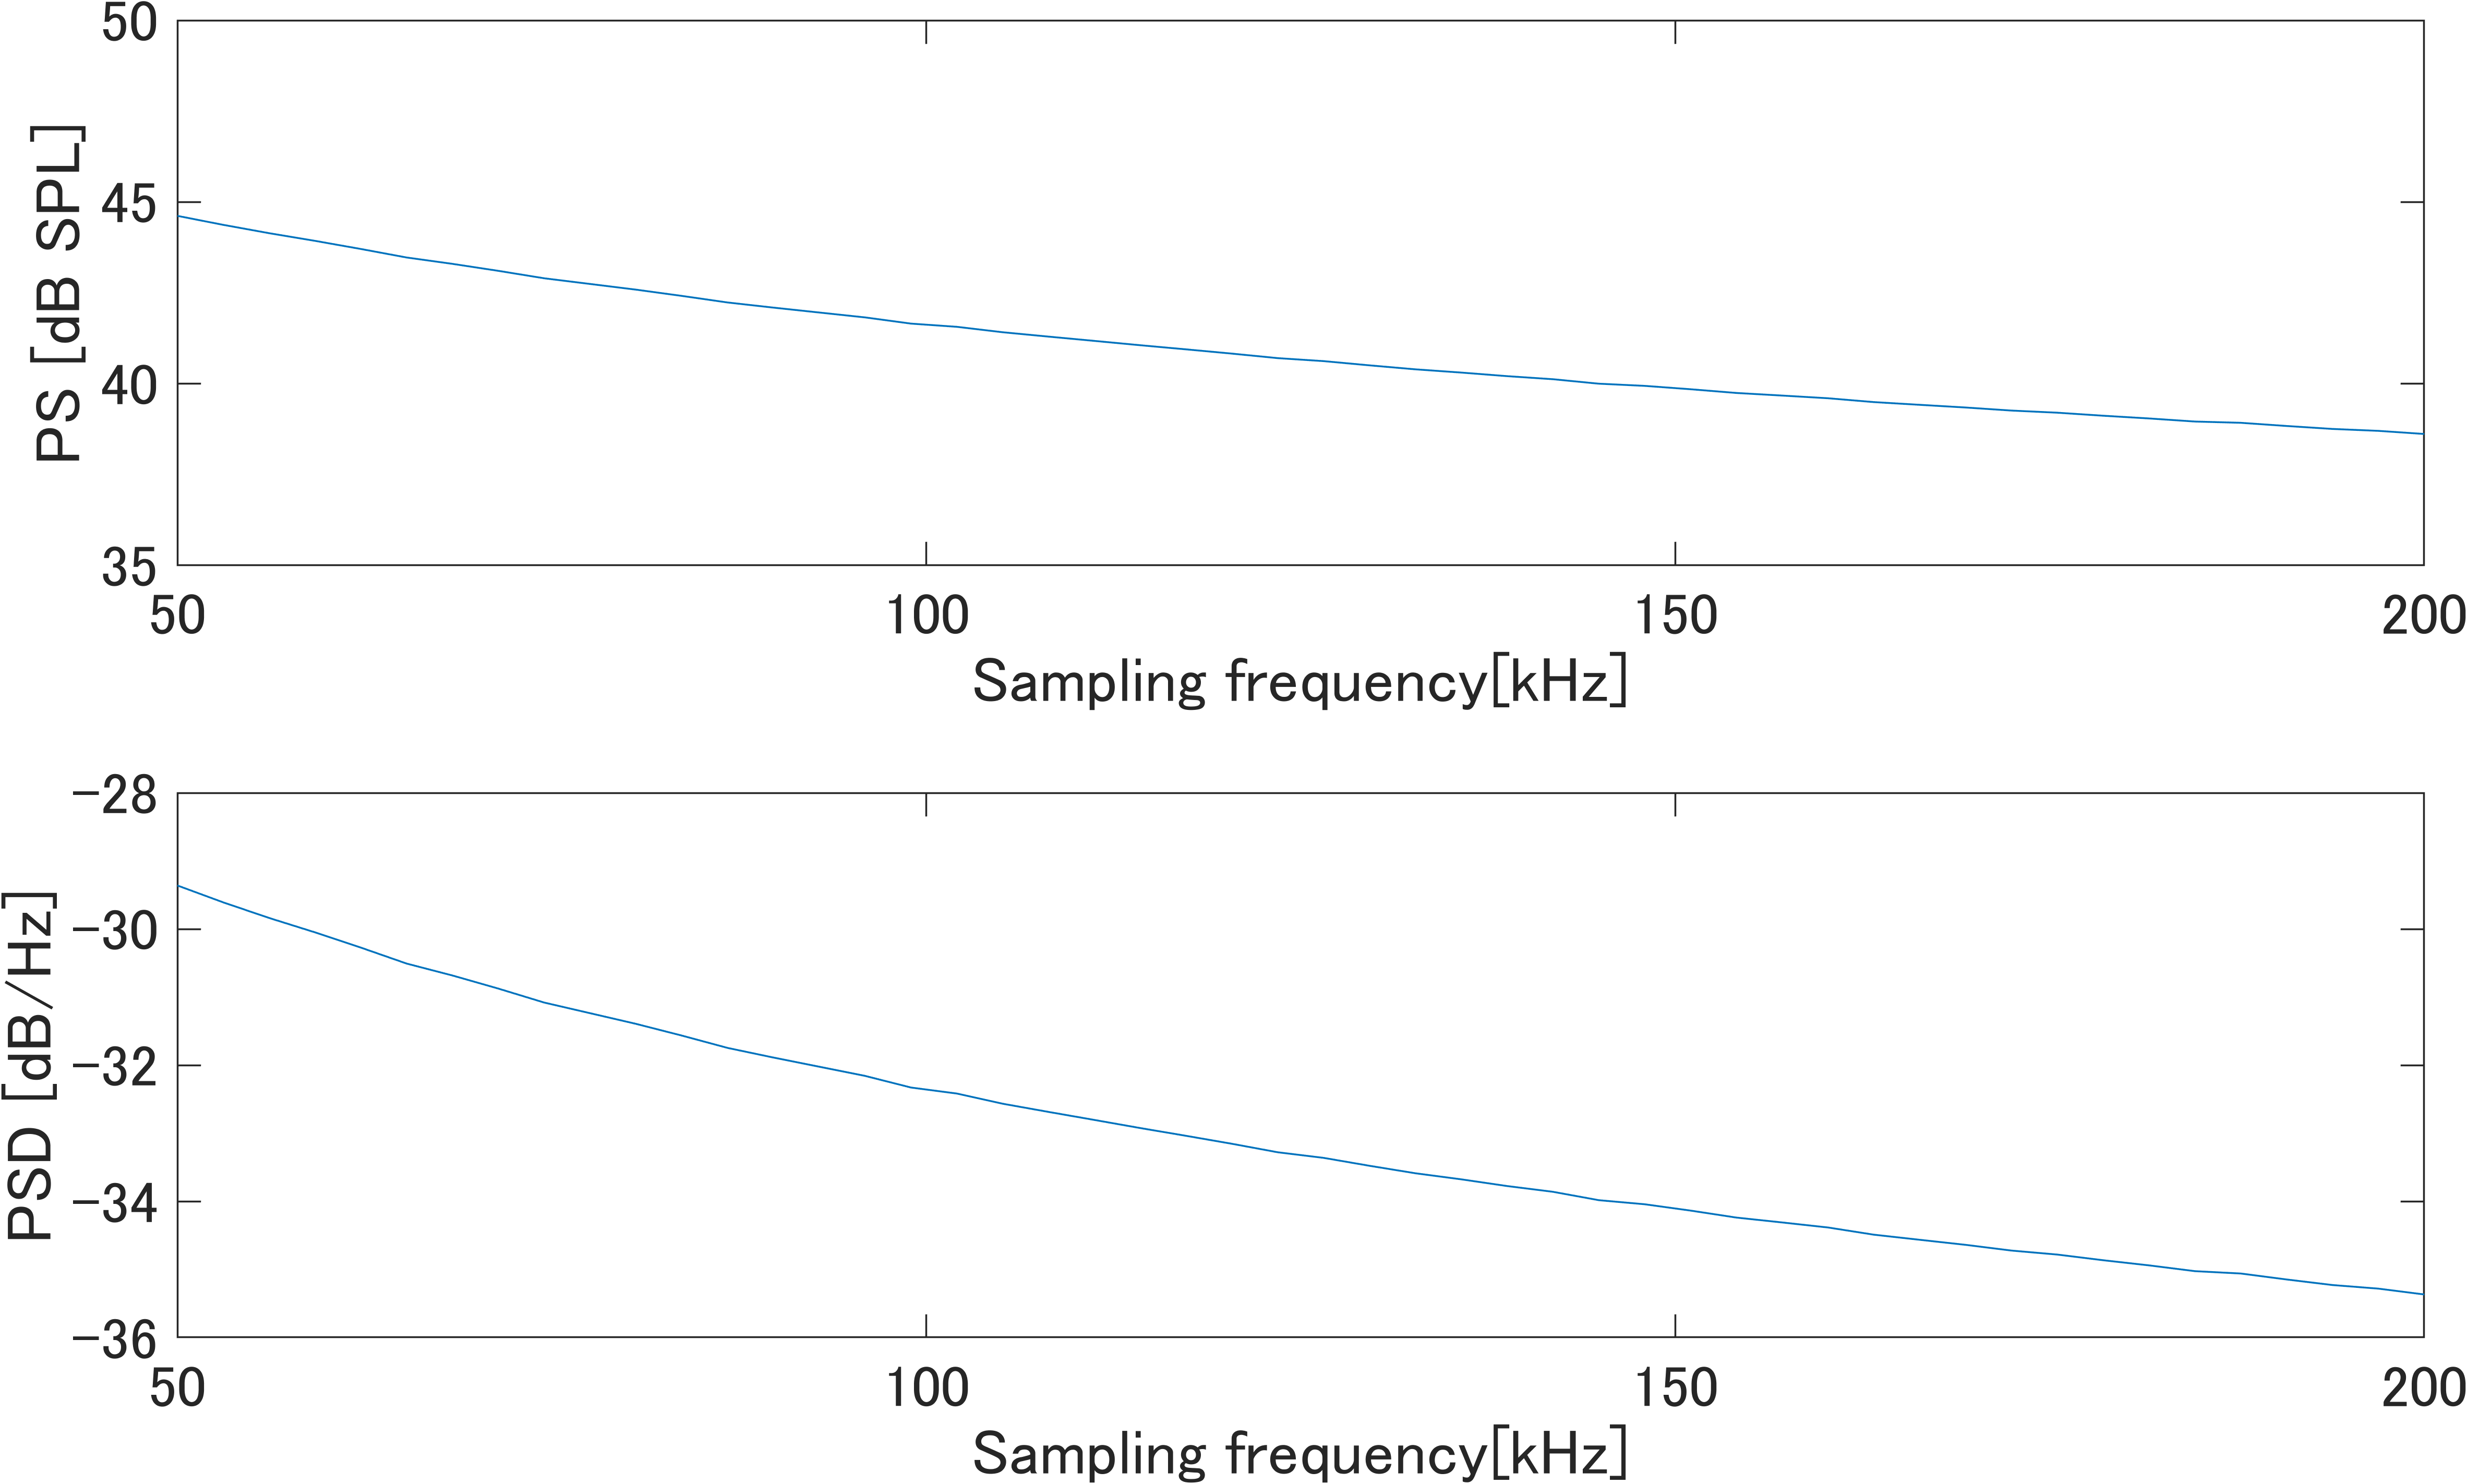 50
45
40
35
PS [dB SPL]
50 100 150 200
Sampling frequency[kHz]
−28
−30
−32
−34
−36
PSD [dB/Hz]
50 100 150 200
Sampling frequency[kHz]